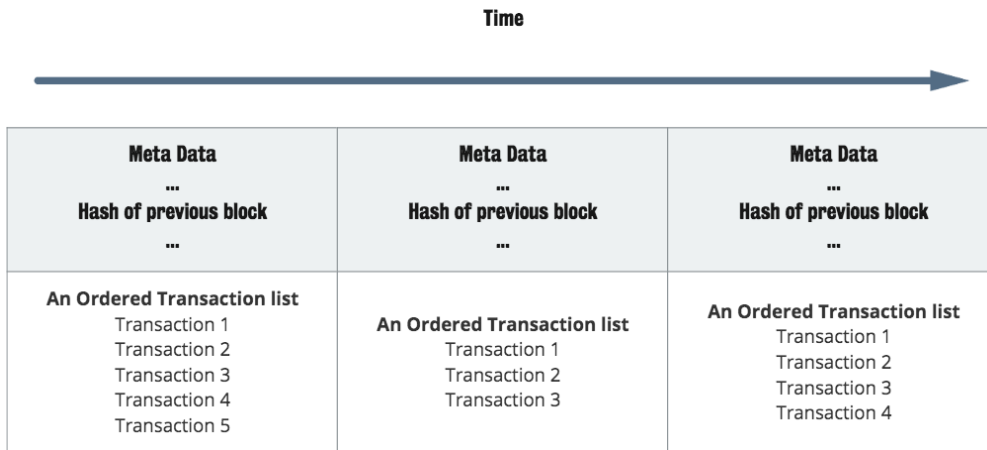 Time
Meta Data
...
Hash of previous block
...
An Ordered Transaction list
Transaction 1
Transaction 2
Transaction 3
Transaction 4
Transaction 5
Meta Data
...
Hash of previous block
...
An Ordered Transaction list
Transaction 1
Transaction 2
Transaction 3
Meta Data
...
Hash of previous block
...
An Ordered Transaction list
Transaction 1
Transaction 2
Transaction 3
Transaction 4